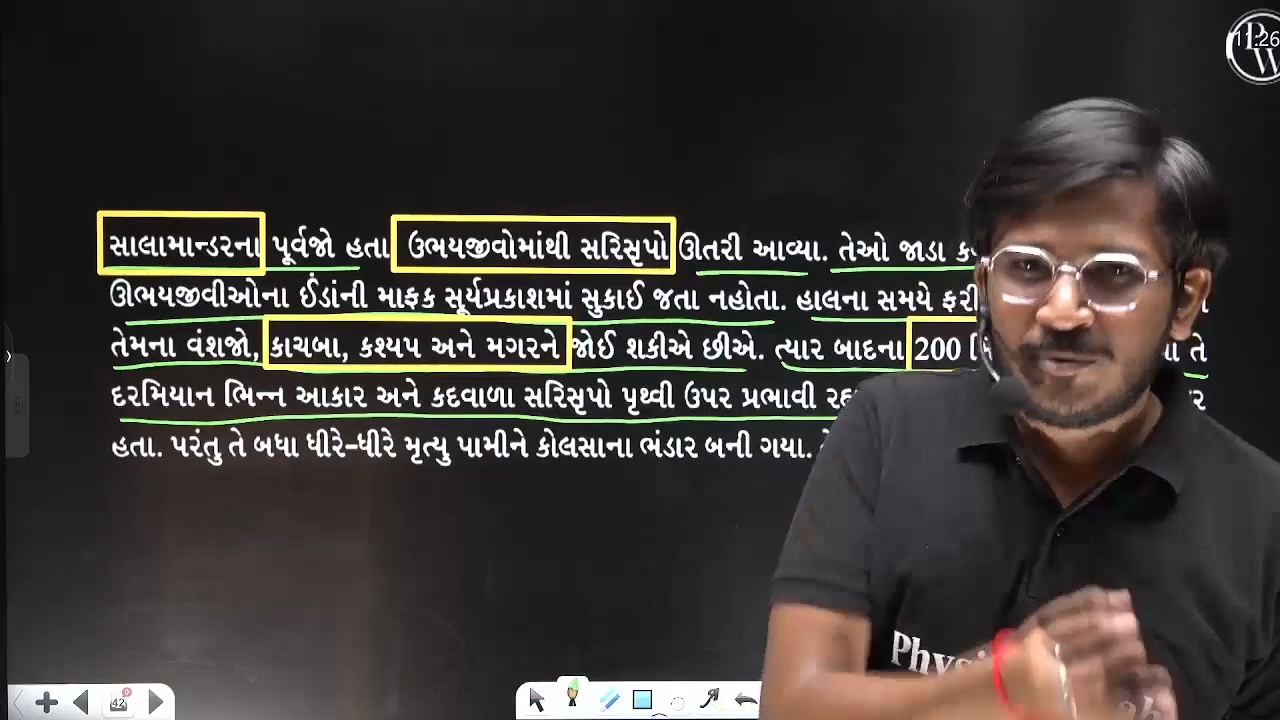 સાલામાન્ડરના પૂર્વજો હતા ઉભયજીવોમાંથી સરિસૃપો ઊતરી આવ્યા. તેઓ જાડા
ઊભયજીવીઓના ઈંડાંની માફક સૂર્યપ્રકાશમાં સુકાઈ જતા નહોતા. હાલના સમયે ફરી
તેમના વંશજો, કાચબા, કશ્યપ અને મગરને જોઈ શકીએ છીએ. ત્યાર બાદના 200 તે
દરમિયાન ભિન્ન આકાર અને કદવાળા સરિસૃપો પૃથ્વી ઉપર પ્રભાવી
હતા. પરંતુ તે બધા ધીરે–ધીરે મૃત્યુ પામીને કોલસાના ભંડાર બની ગયા.
PW
42